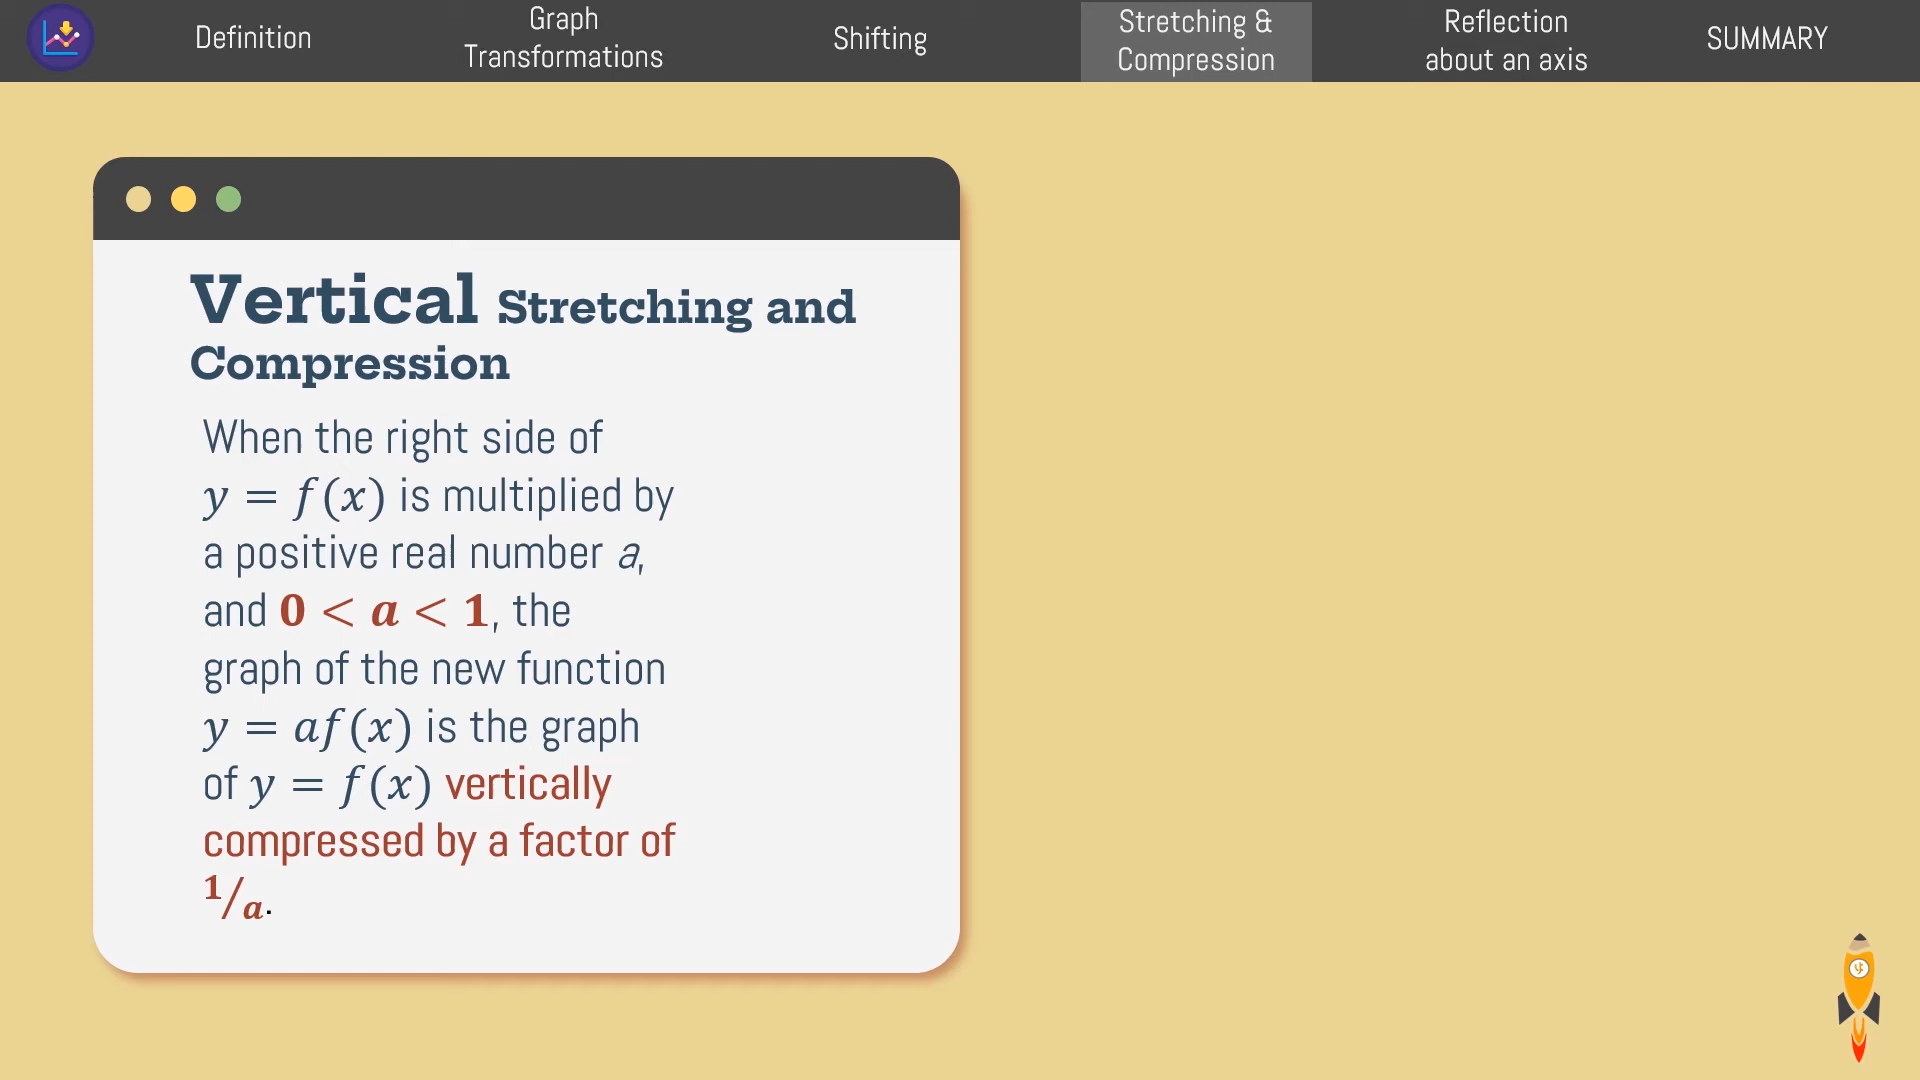 Definition
Graph
Transformations
Shifting
Stretching &
Compression
Reflection
about an axis
SUMMARY
Vertical Stretching and
Compression
When the right side of
y = f(x) is multiplied by
a positive real number a,
and 0 < a < 1, the
graph of the new function
y = af(x) is the graph
of y = f(x) vertically
compressed by a factor of
1/a.